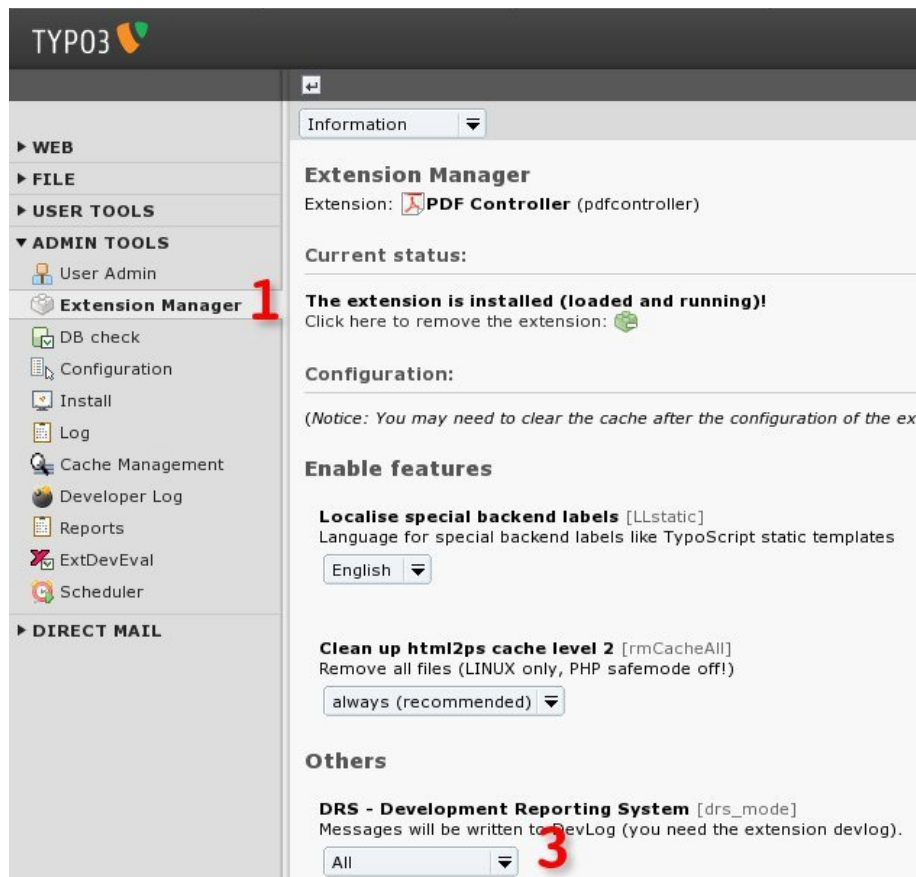 TYPO3
Information
▶ WEB
▶ FILE
▶ USER TOOLS
▼ ADMIN TOOLS
User Admin
Extension Manager 1
DB check
Configuration
Install
Log
Cache Management
Developer Log
Reports
ExtDevEval
Scheduler
▶ DIRECT MAIL
Extension Manager
Extension: PDF Controller (pdfcontroller)
Current status:
The extension is installed (loaded and running)!
Click here to remove the extension:
Configuration:
(Notice: You may need to clear the cache after the configuration of the ex
Enable features
Localise special backend labels [LLstatic]
Language for special backend labels like TypoScript static templates
English
Clean up html2ps cache level 2 [rmCacheAll]
Remove all files (LINUX only, PHP safemode off!)
always (recommended)
Others
DRS - Development Reporting System [drs_mode]
Messages will be written to DevLog (you need the extension devlog).
All 3